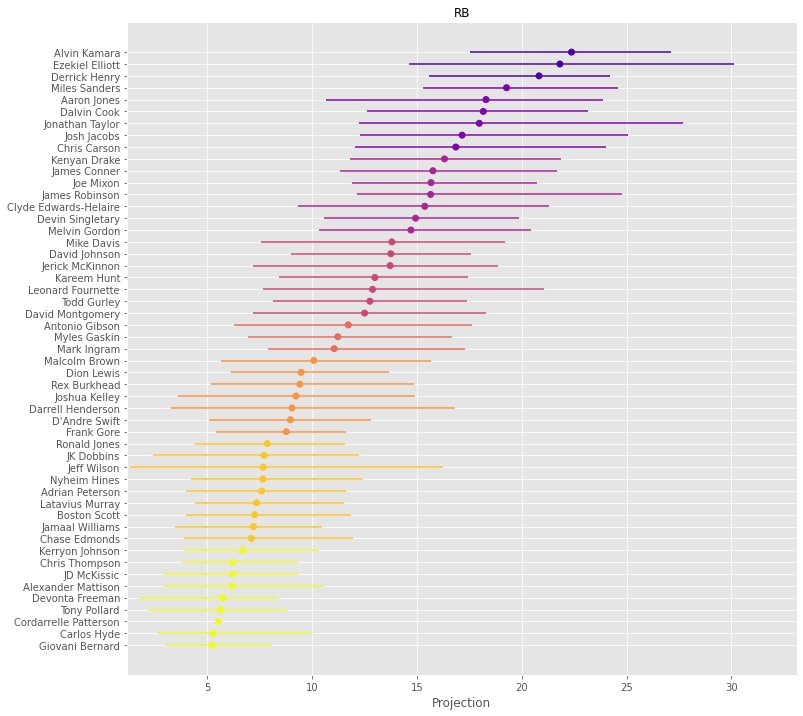 RB
Alvin Kamara
Ezekiel Elliott
Derrick Henry
Miles Sanders
Aaron Jones
Dalvin Cook
Jonathan Taylor
Josh Jacobs
Chris Carson
Kenyan Drake
James Conner
Joe Mixon
James Robinson
Clyde Edwards-Helaire
Devin Singletary
Melvin Gordon
Mike Davis
David Johnson
Jerick McKinnon
Kareem Hunt
Leonard Fournette
Todd Gurley
David Montgomery
Antonio Gibson
Myles Gaskin
Mark Ingram
Malcolm Brown
Dion Lewis
Rex Burkhead
Joshua Kelley
Darrell Henderson
D'Andre Swift
Frank Gore
Ronald Jones
JK Dobbins
Jeff Wilson
Nyheim Hines
Adrian Peterson
Latavius Murray
Boston Scott
Jamaal Williams
Chase Edmonds
Kerryon Johnson
Chris Thompson
JD McKissic
Alexander Mattison
Devonta Freeman
Tony Pollard
Cordarrelle Patterson
Carlos Hyde
Giovani Bernard
5 10 15 20 25 30
Projection